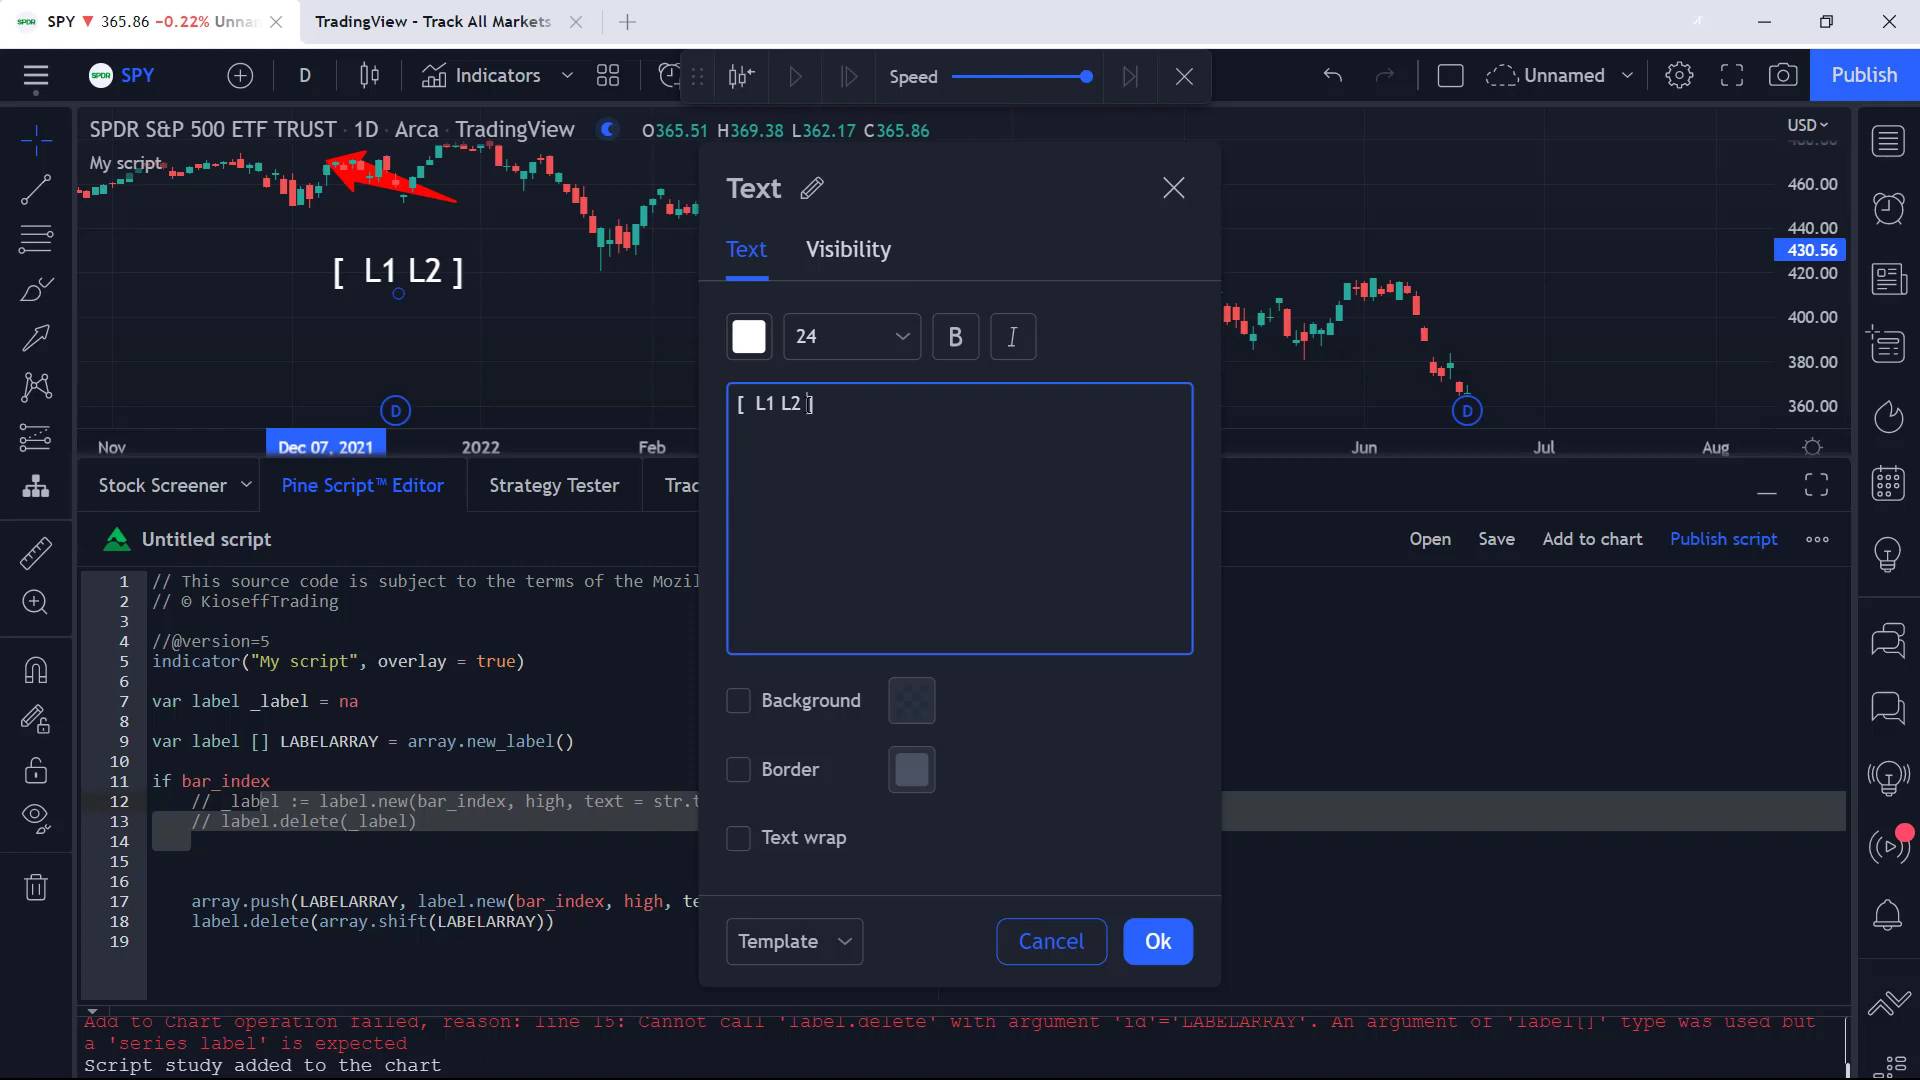 SPY ▼ 365.86 −0.22% Unnan
TradingView - Track All Markets
SPY D Indicators Speed Unnamed Publish
SPDR S&P 500 ETF TRUST · 1D · Arca · TradingView O365.51 H369.38 L362.17 C365.86
USD
My script
460.00
440.00
430.56
420.00
400.00
380.00
360.00
[  L1 L2 ]
D
D
Nov Dec 07, 2021 2022 Feb Jun Jul Aug
Text
Text Visibility
24 B I
[  L1 L2 ]
Background
Border
Text wrap
Template Cancel Ok
Stock Screener Pine Script™ Editor Strategy Tester Trac
Untitled script Open Save Add to chart Publish script
1 // This source code is subject to the terms of the Mozil
2 // © KioseffTrading
3
4 //@version=5
5 indicator("My script", overlay = true)
6
7 var label _label = na
8
9 var label [] LABELARRAY = array.new_label()
10
11 if bar_index
12 // _label := label.new(bar_index, high, text = str.t
13 // label.delete(_label)
14
15
16
17 array.push(LABELARRAY, label.new(bar_index, high, te
18 label.delete(array.shift(LABELARRAY))
19
Add to Chart operation failed, reason: line 15: Cannot call 'label.delete' with argument 'id'='LABELARRAY'. An argument of 'label[]' type was used but
a 'series label' is expected
Script study added to the chart